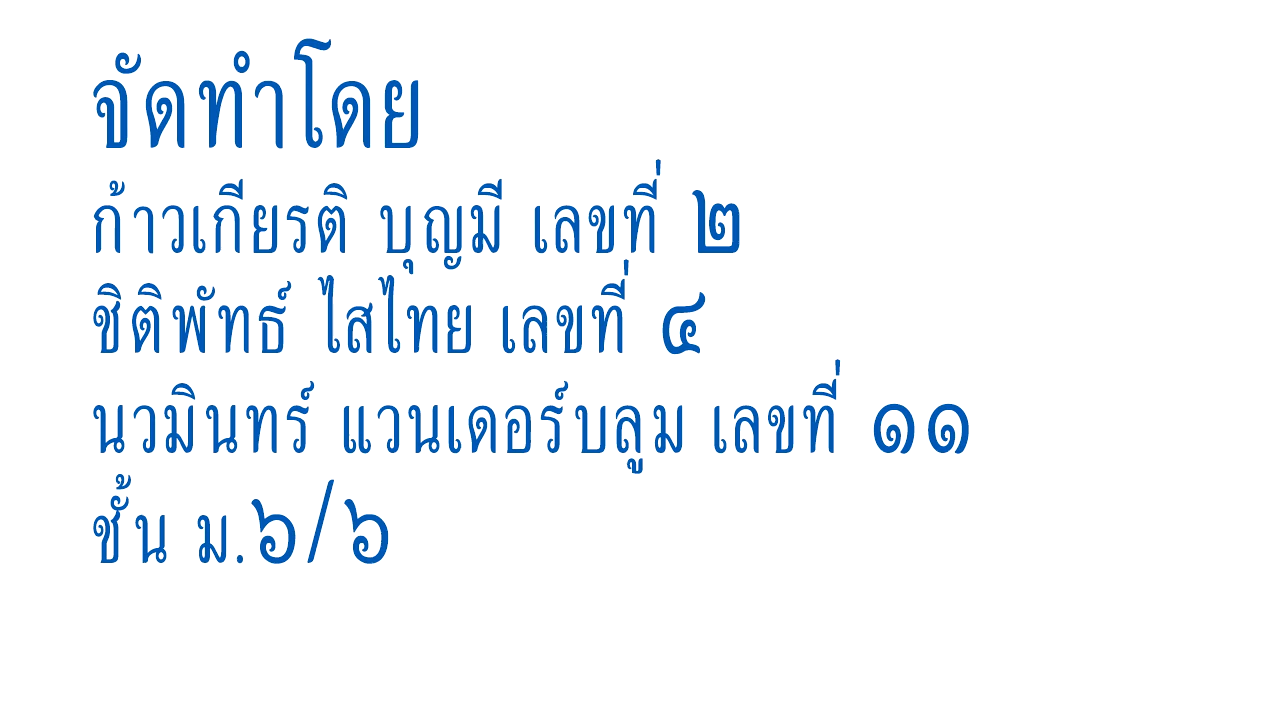 จัดทำโดย
ก้าวเกียรติ บุญมี เลขที่ ๒
ชิติพัทธ์ ไสไทย เลขที่ ๔
นวมินทร์ แวนเดอร์บลูม เลขที่ ๑๑
ชั้น ม.๖/๖